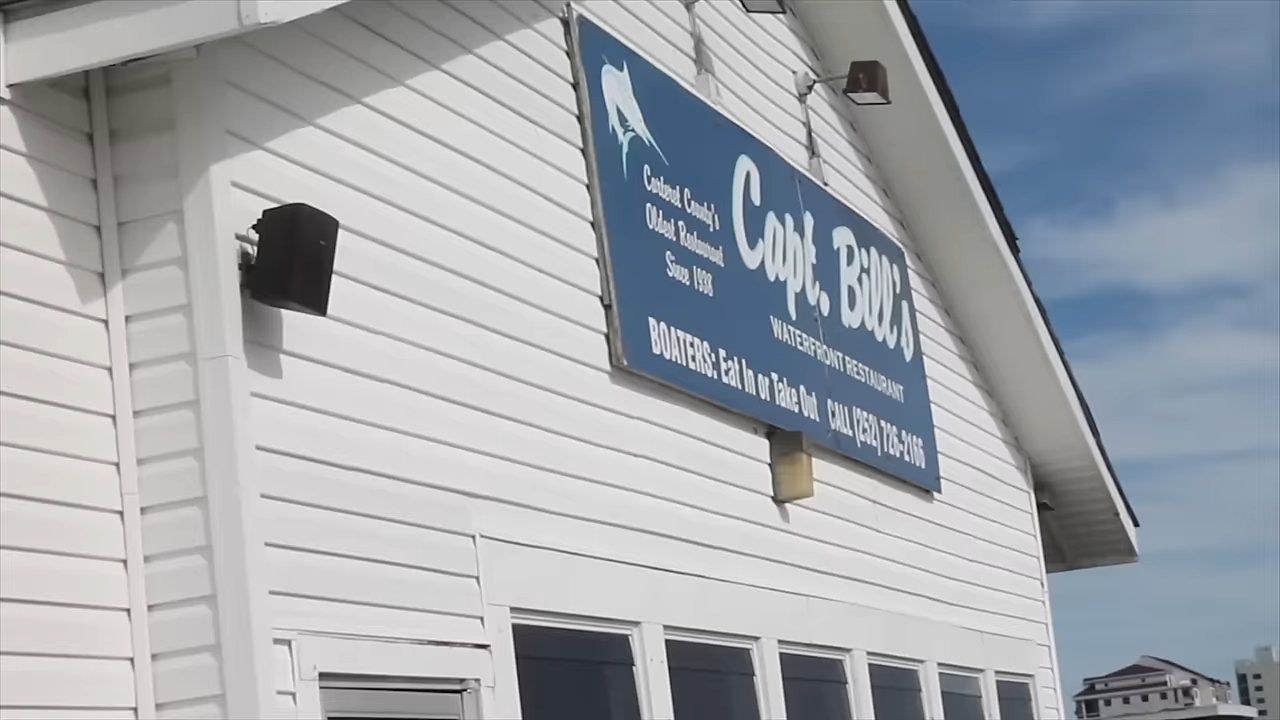 Carteret County's
Oldest Restaurant
Since 1938
Capt. Bill's
WATERFRONT RESTAURANT
BOATERS: Eat In or Take Out CALL (252) 726-2166